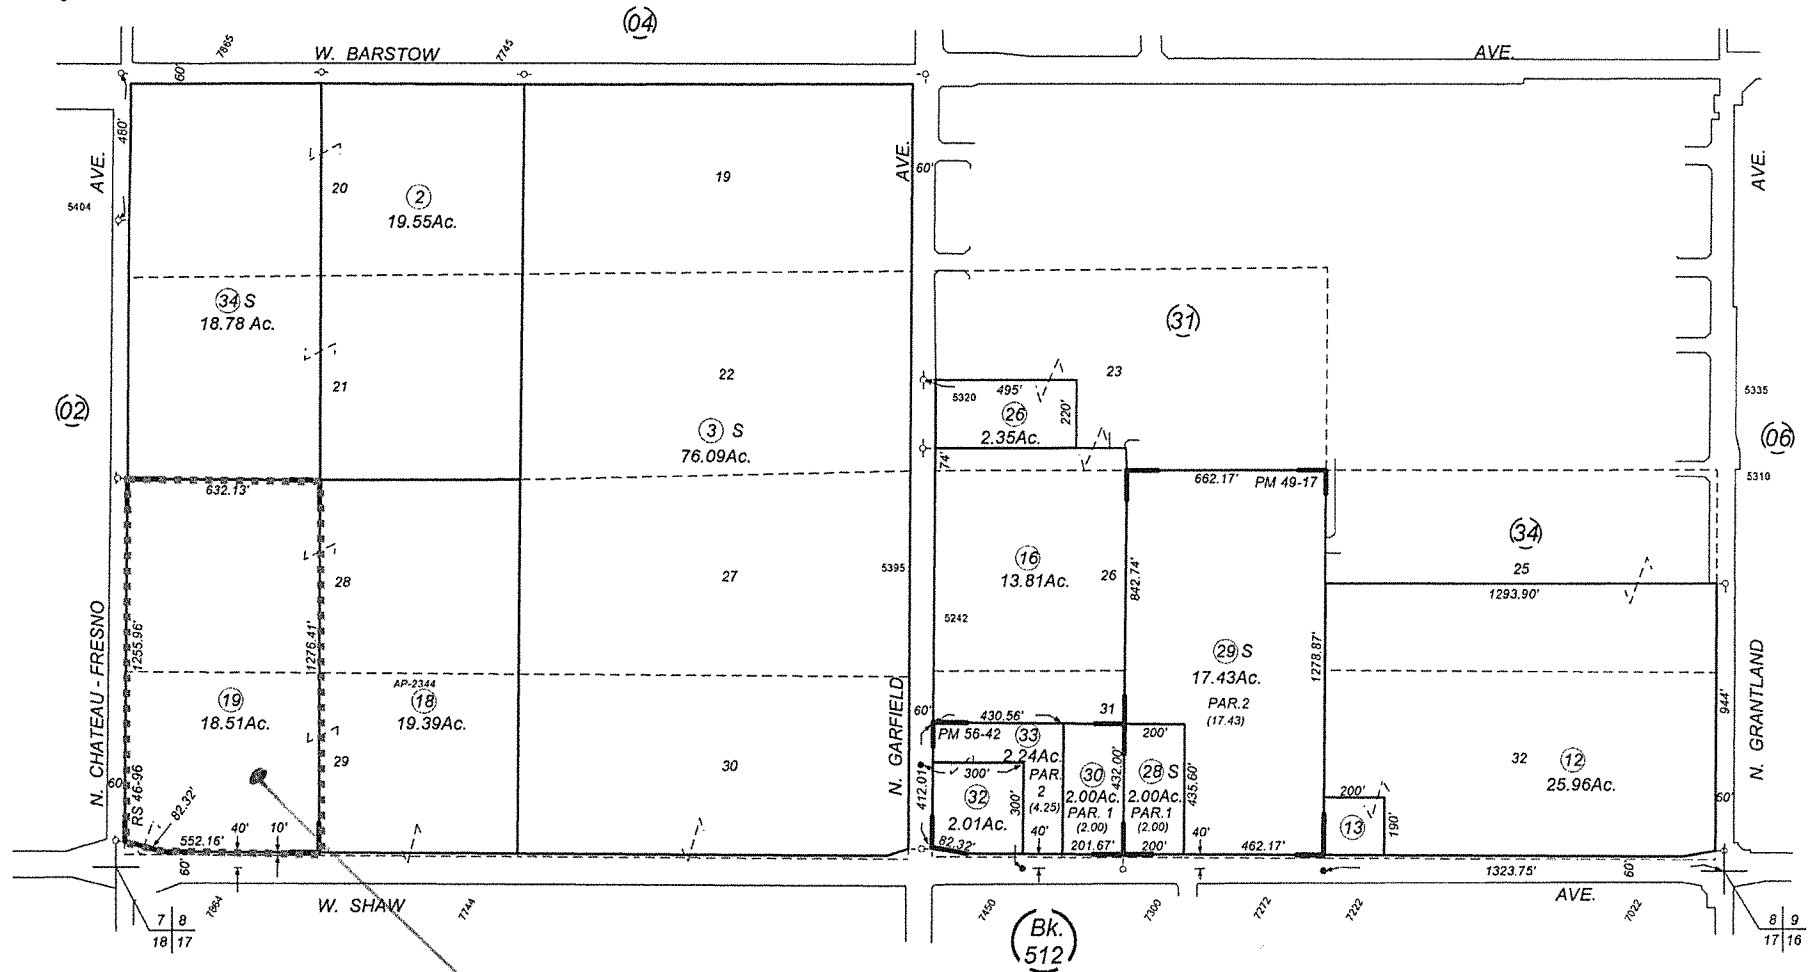 (04)
7865
7745
W. BARSTOW
AVE.
60'
480'
AVE.
5404
20
2
19.55Ac.
19
AVE.
60'
AVE.
34 S
18.78 Ac.
(31)
21
22
23
(02)
5320
495'
220'
26
2.35Ac.
5335
(06)
3 S
76.09Ac.
74'
632.13'
662.17'
PM 49-17
5310
(34)
25
28
27
5395
16
13.81Ac.
26
842.74'
1293.90'
N. CHATEAU - FRESNO
1255.96'
1276.41'
5242
29 S
17.43Ac.
PAR.2
(17.43)
1278.87'
N. GRANTLAND
944'
19
18.51Ac.
AP-2344
18
19.39Ac.
N. GARFIELD
60'
430.56'
31
PM 56-42
33
2.24Ac.
PAR.
2
(4.25)
200'
60'
RS 46-96
82.32'
29
30
412.01'
300'
32
2.01Ac.
300'
30
2.00Ac.
PAR. 1
(2.00)
432.00'
28 S
2.00Ac.
PAR.1
(2.00)
435.60'
32
12
25.96Ac.
200'
13
190'
60'
552.16'
40'
10'
60'
82.32'
40'
201.67'
200'
40'
462.17'
1323.75'
60'
7864
W. SHAW
7744
7450
7300
7272
7222
AVE.
7022
7 8
18 17
Bk.
512
8 9
17 16